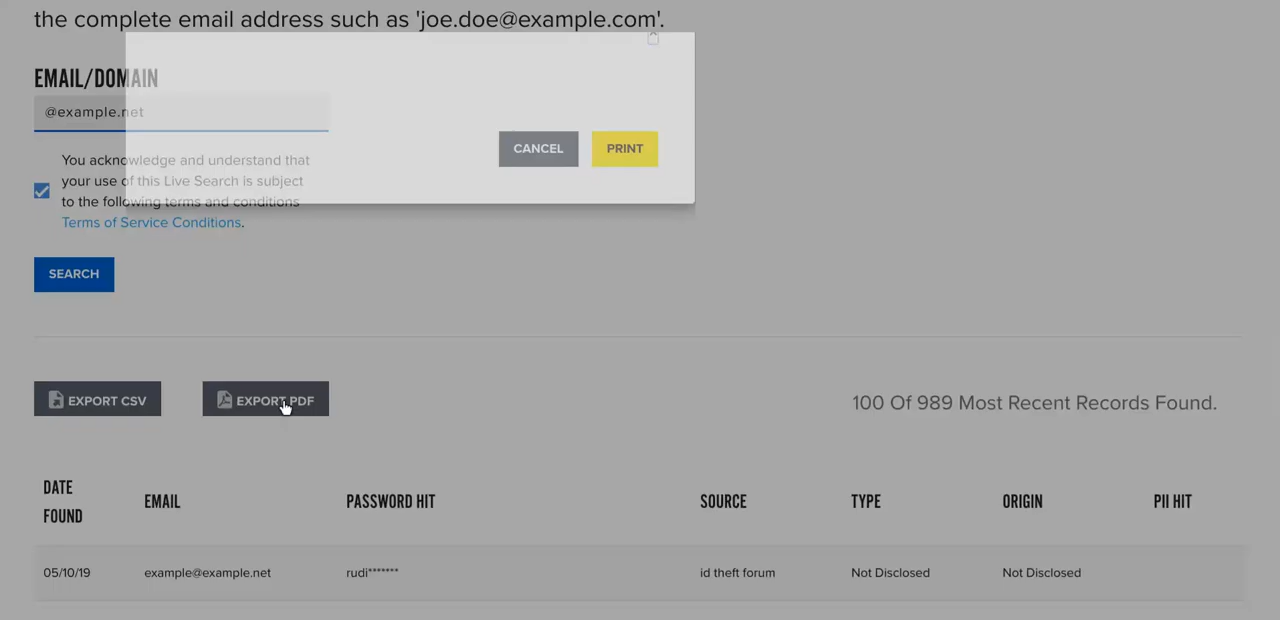 the complete email address such as 'joe.doe@example.com'.
EMAIL/DOMAIN
@example.net
You acknowledge and understand that
your use of this Live Search is subject
to the following terms and conditions
Terms of Service Conditions.
CANCEL
PRINT
SEARCH
EXPORT CSV
EXPORT PDF
100 Of 989 Most Recent Records Found.
DATE
FOUND
EMAIL
PASSWORD HIT
SOURCE
TYPE
ORIGIN
PII HIT
05/10/19
example@example.net
rudi*******
id theft forum
Not Disclosed
Not Disclosed